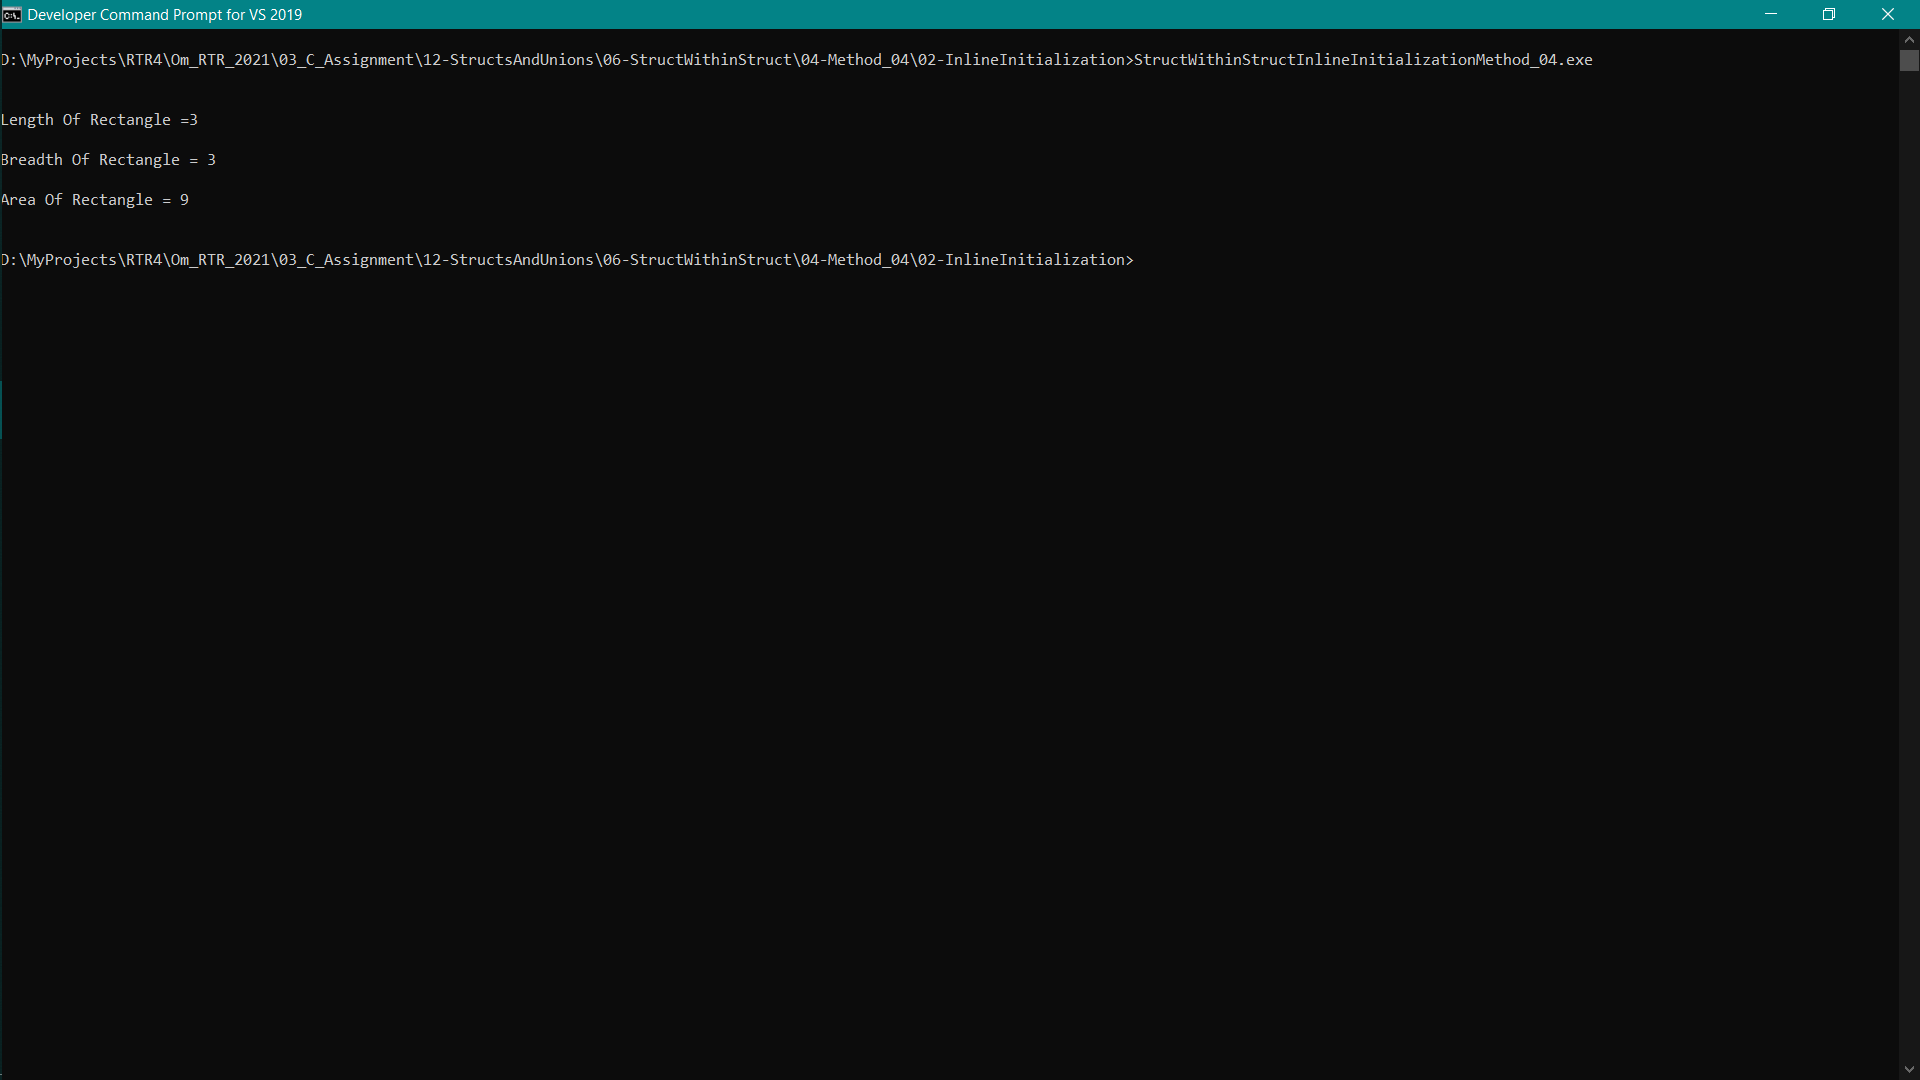 Developer Command Prompt for VS 2019
D:\MyProjects\RTR4\Om_RTR_2021\03_C_Assignment\12-StructsAndUnions\06-StructWithinStruct\04-Method_04\02-InlineInitialization>StructWithinStructInlineInitializationMethod_04.exe
Length Of Rectangle =3
Breadth Of Rectangle = 3
Area Of Rectangle = 9
D:\MyProjects\RTR4\Om_RTR_2021\03_C_Assignment\12-StructsAndUnions\06-StructWithinStruct\04-Method_04\02-InlineInitialization>